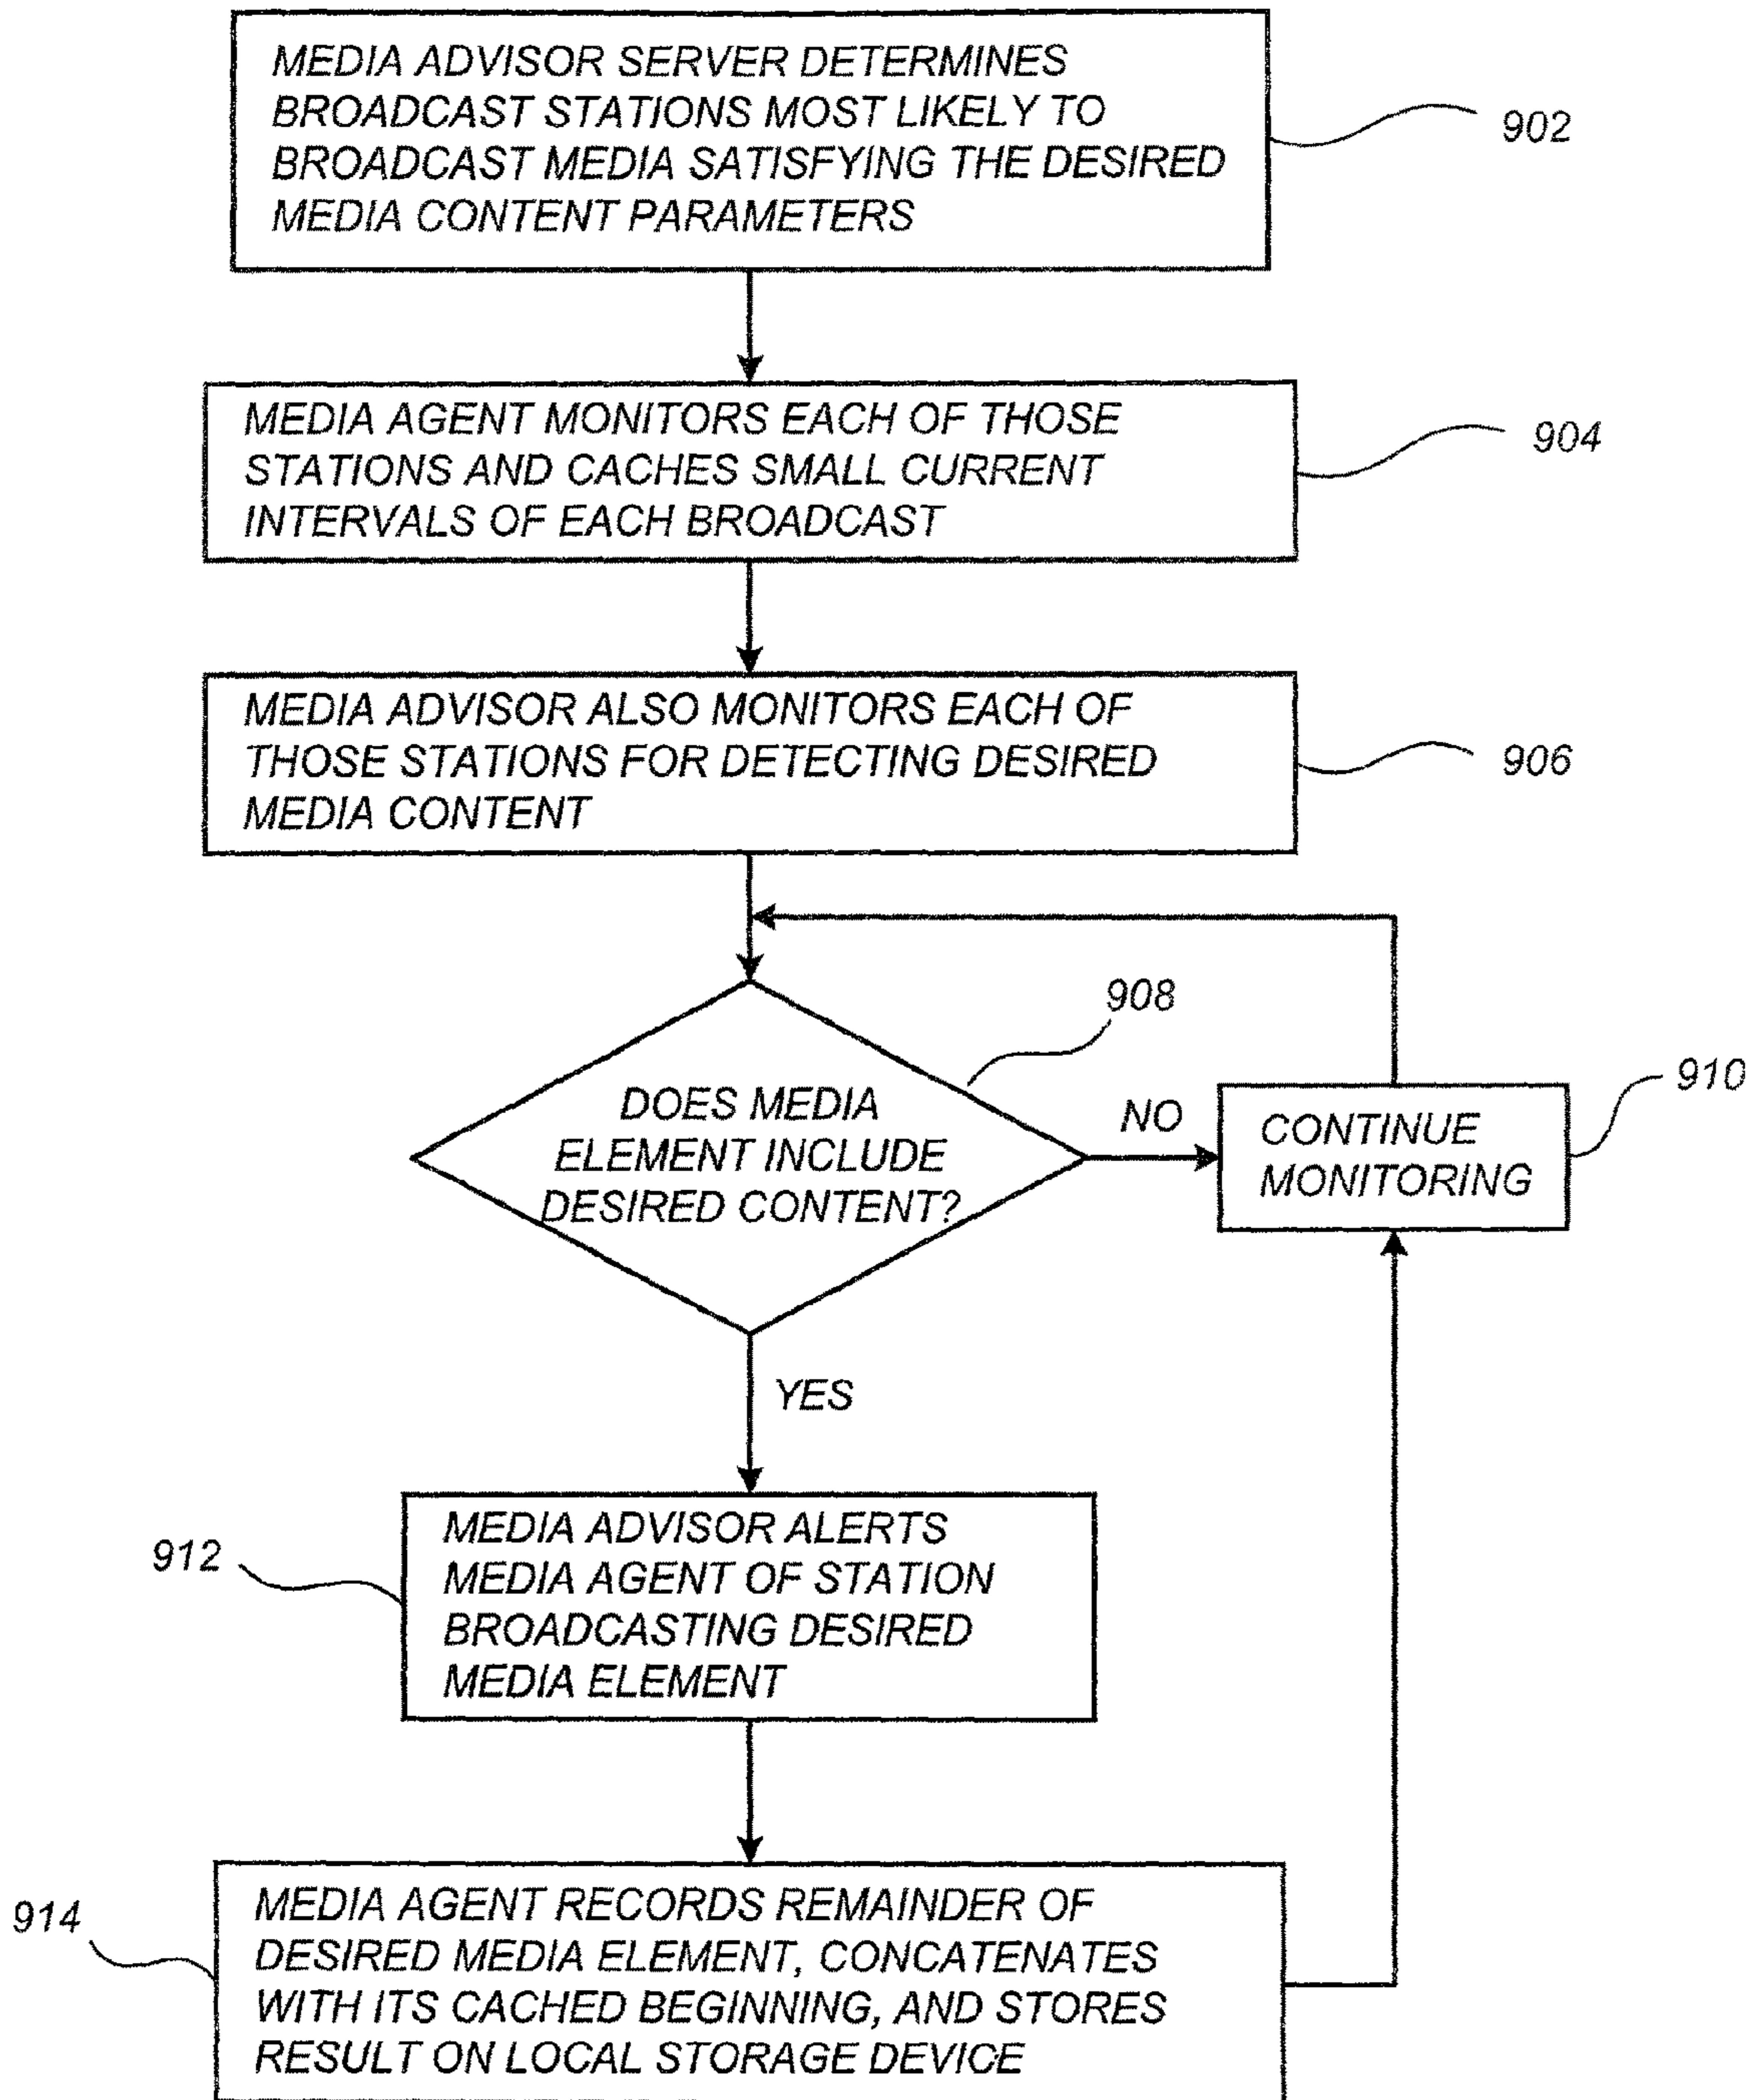 MEDIA ADVISOR SERVER DETERMINES
BROADCAST STATIONS MOST LIKELY TO
BROADCAST MEDIA SATISFYING THE DESIRED
MEDIA CONTENT PARAMETERS
902
MEDIA AGENT MONITORS EACH OF THOSE
STATIONS AND CACHES SMALL CURRENT
INTERVALS OF EACH BROADCAST
904
MEDIA ADVISOR ALSO MONITORS EACH OF
THOSE STATIONS FOR DETECTING DESIRED
MEDIA CONTENT
906
908
DOES MEDIA
ELEMENT INCLUDE
DESIRED CONTENT?
NO
CONTINUE
MONITORING
910
YES
912
MEDIA ADVISOR ALERTS
MEDIA AGENT OF STATION
BROADCASTING DESIRED
MEDIA ELEMENT
914
MEDIA AGENT RECORDS REMAINDER OF
DESIRED MEDIA ELEMENT, CONCATENATES
WITH ITS CACHED BEGINNING, AND STORES
RESULT ON LOCAL STORAGE DEVICE